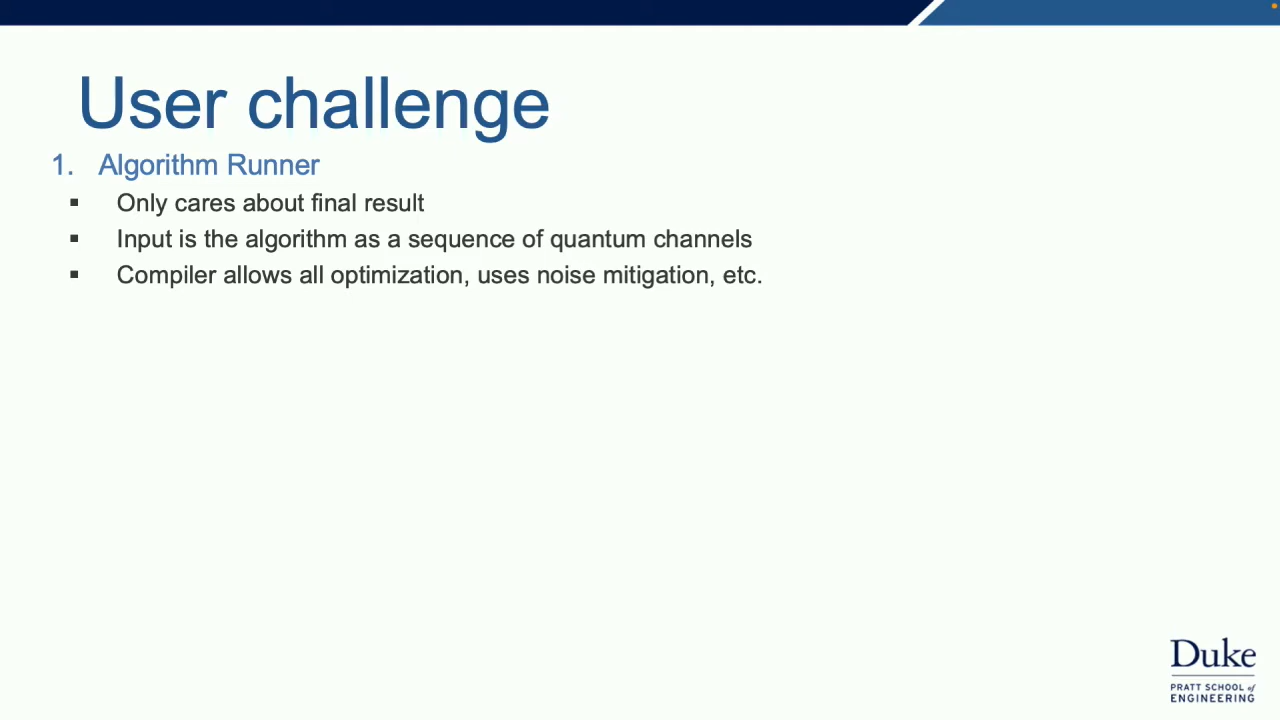 User challenge
1. Algorithm Runner
▪ Only cares about final result
▪ Input is the algorithm as a sequence of quantum channels
▪ Compiler allows all optimization, uses noise mitigation, etc.
Duke
PRATT SCHOOL of
ENGINEERING